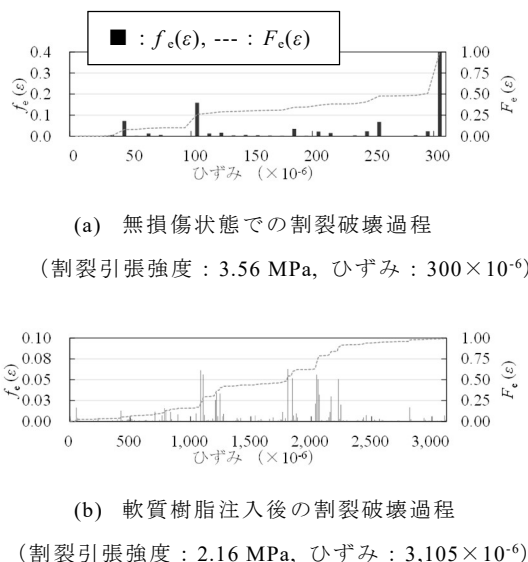 ■ : fe(ε), --- : Fe(ε)
0.4 0.3 0.2 0.1 0.0
fe(ε)
1.00 0.75 0.50 0.25 0.00
Fe(ε)
0 50 100 150 200 250 300
ひずみ (×10-6)
(a) 無損傷状態での割裂破壊過程
(割裂引張強度：3.56 MPa, ひずみ：300×10-6)
0.10 0.08 0.05 0.03 0.00
fe(ε)
1.00 0.75 0.50 0.25 0.00
Fe(ε)
0 500 1,000 1,500 2,000 2,500 3,000
ひずみ (×10-6)
(b) 軟質樹脂注入後の割裂破壊過程
(割裂引張強度：2.16 MPa, ひずみ：3,105×10-6)